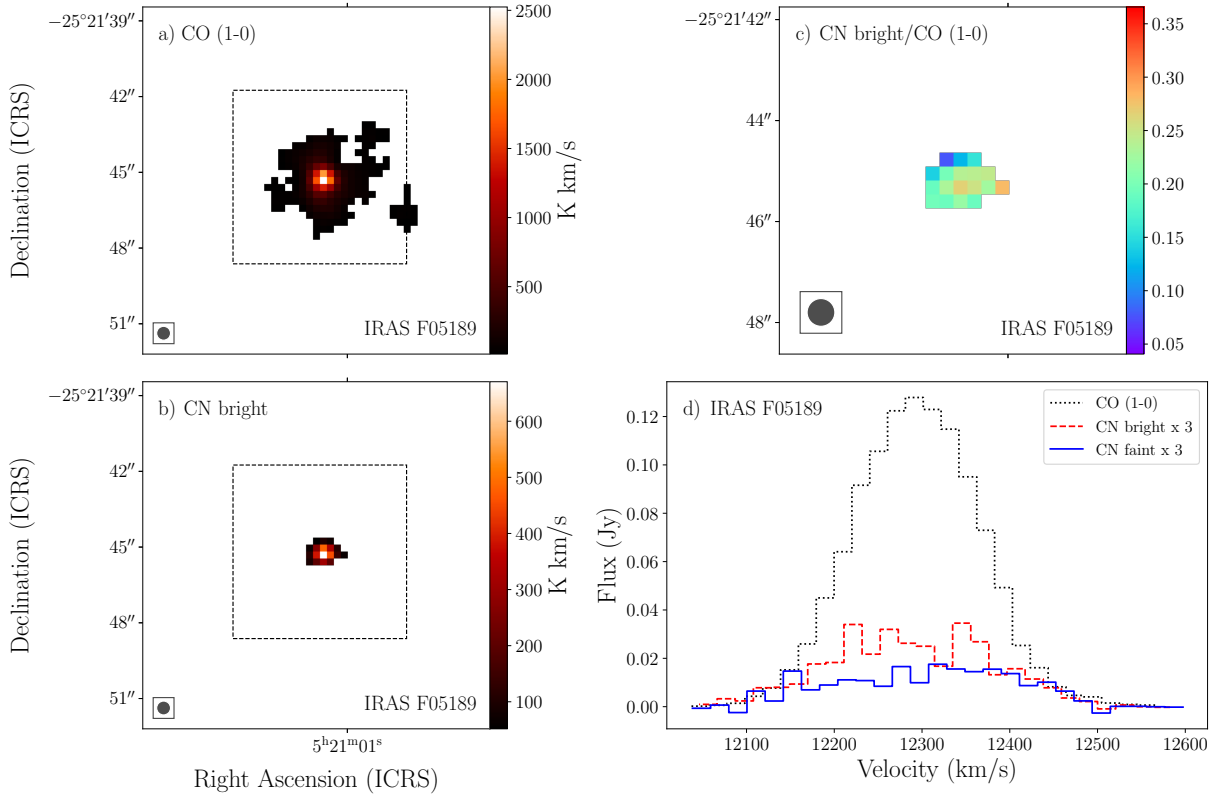 a) CO (1-0)
−25°21′39″
42″
45″
48″
51″
Declination (ICRS)
IRAS F05189
2500
2000
1500
1000
500
K km/s
c) CN bright/CO (1-0)
−25°21′42″
44″
46″
48″
IRAS F05189
0.35
0.30
0.25
0.20
0.15
0.10
0.05
b) CN bright
−25°21′39″
42″
45″
48″
51″
Declination (ICRS)
IRAS F05189
5ʰ21ᵐ01ˢ
Right Ascension (ICRS)
600
500
400
300
200
100
K km/s
d) IRAS F05189
CO (1-0)
CN bright x 3
CN faint x 3
0.12
0.10
0.08
0.06
0.04
0.02
0.00
Flux (Jy)
12100
12200
12300
12400
12500
12600
Velocity (km/s)